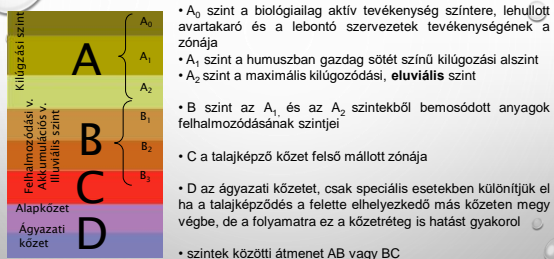 Kilúgzási szint
Felhalmozódási v.
Akkumulációs v.
Illuviális szint
A
A₀
A₁
A₂
B
B₁
B₂
B₃
C
Alapkőzet
Ágyazati
kőzet
D
• A₀ szint a biológiailag aktív tevékenység színtere, lehullott
avartakaró és a lebontó szervezetek tevékenységének a
zónája
• A₁ szint a humuszban gazdag sötét színű kilúgozási alszint
• A₂ szint a maximális kilúgozódási, eluviális szint
• B szint az A₁, és az A₂ szintekből bemosódott anyagok
felhalmozódásának szintjei
• C a talajképző kőzet felső mállott zónája
• D az ágyazati kőzetet, csak speciális esetekben különítjük el
ha a talajképződés a felette elhelyezkedő más kőzeten megy
végbe, de a folyamatra ez a kőzetréteg is hatást gyakorol
• szintek közötti átmenet AB vagy BC